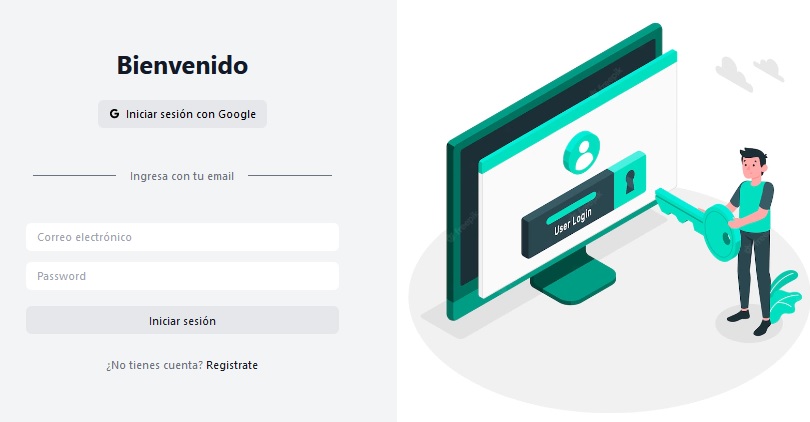 Bienvenido
G Iniciar sesión con Google
Ingresa con tu email
Correo electrónico
Password
Iniciar sesión
¿No tienes cuenta? Registrate
User Login